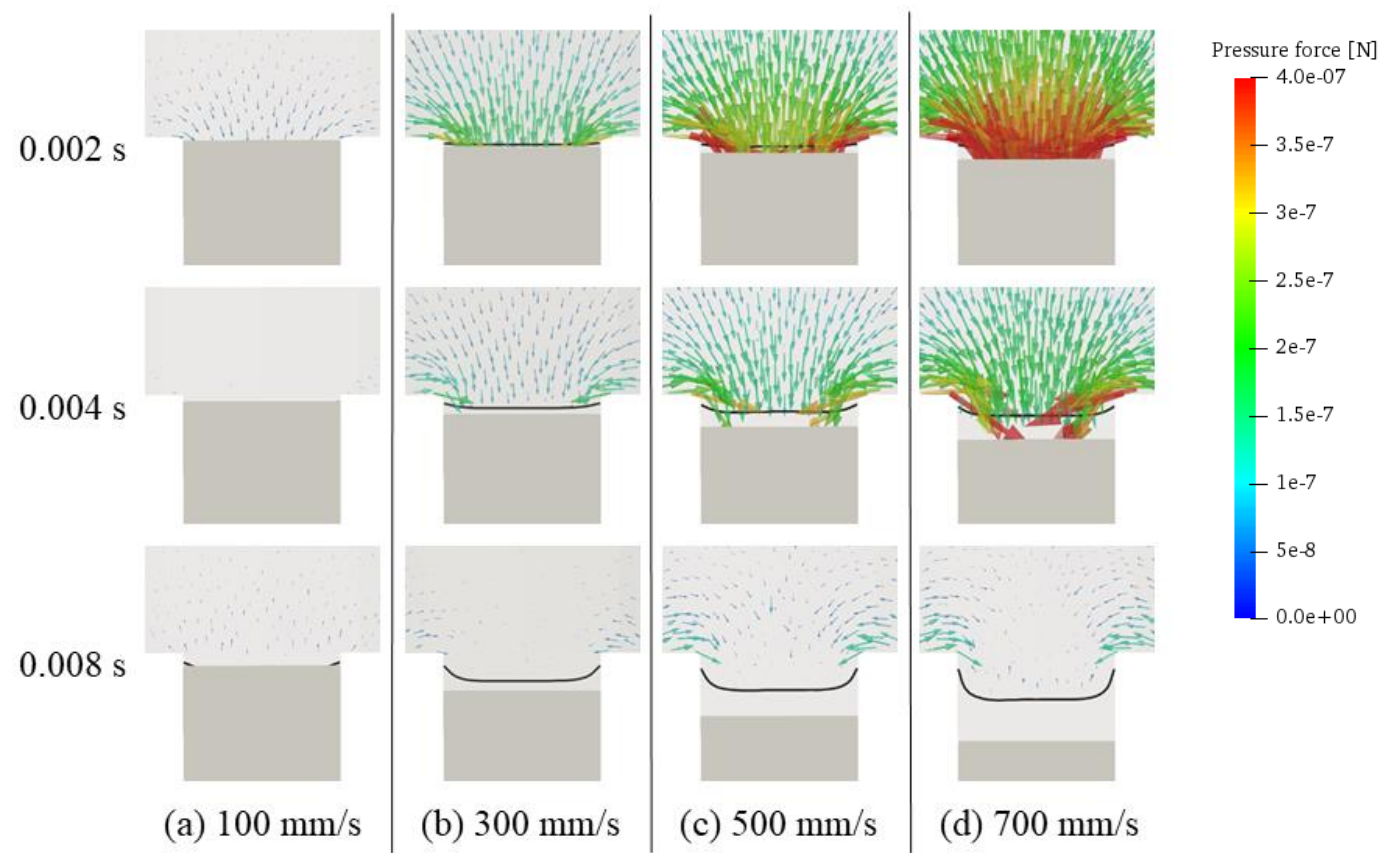 Pressure force [N]
4.0e-07
3.5e-7
3e-7
2.5e-7
2e-7
1.5e-7
1e-7
5e-8
0.0e+00
0.002 s
0.004 s
0.008 s
(a) 100 mm/s
(b) 300 mm/s
(c) 500 mm/s
(d) 700 mm/s